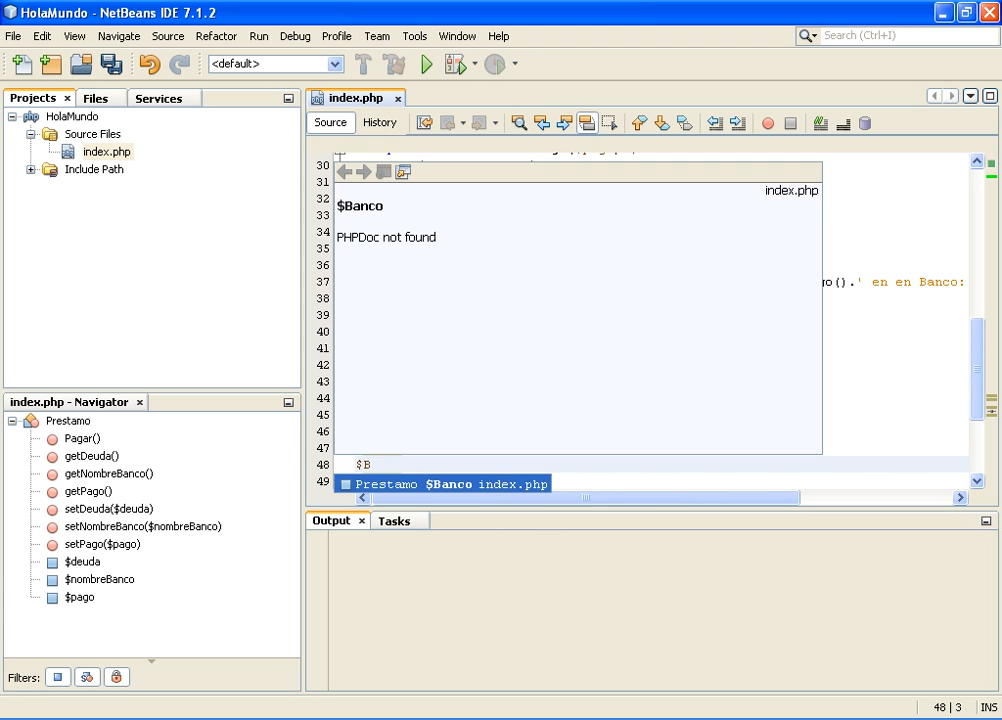 HolaMundo - NetBeans IDE 7.1.2
File Edit View Navigate Source Refactor Run Debug Profile Team Tools Window Help
Search (Ctrl+I)
<default>
Projects Files Services
HolaMundo
Source Files
index.php
Include Path
index.php - Navigator
Prestamo
Pagar()
getDeuda()
getNombreBanco()
getPago()
setDeuda($deuda)
setNombreBanco($nombreBanco)
setPago($pago)
$deuda
$nombreBanco
$pago
Filters:
index.php
Source History
30
31
32
33
34
35
36
37
38
39
40
41
42
43
44
45
46
47
48
49
index.php
$Banco
PHPDoc not found
go().' en en Banco:
$B
Prestamo $Banco index.php
Output Tasks
48 | 3 INS